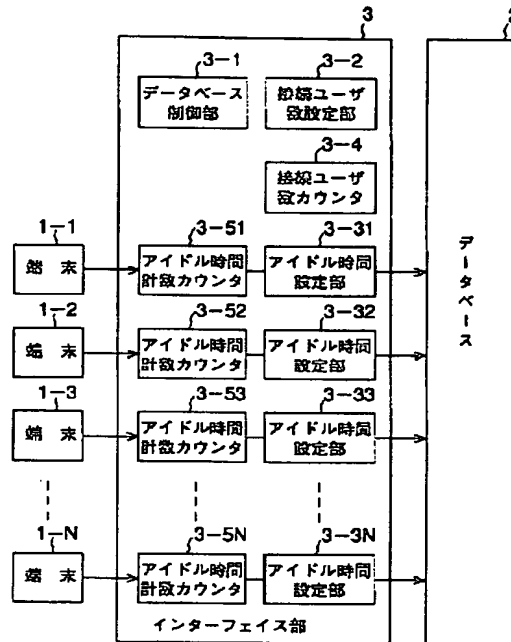 3
2
3-1
3-2
データベース
制御部
接続ユーザ
数設定部
3-4
接続ユーザ
数カウンタ
1-1
3-51
3-31
端 末
アイドル時間
計数カウンタ
アイドル時間
設定部
データベース
1-2
3-52
3-32
端 末
アイドル時間
計数カウンタ
アイドル時間
設定部
1-3
3-53
3-33
端 末
アイドル時間
計数カウンタ
アイドル時間
設定部
1-N
3-5N
3-3N
端 末
アイドル時間
計数カウンタ
アイドル時間
設定部
インターフェイス部